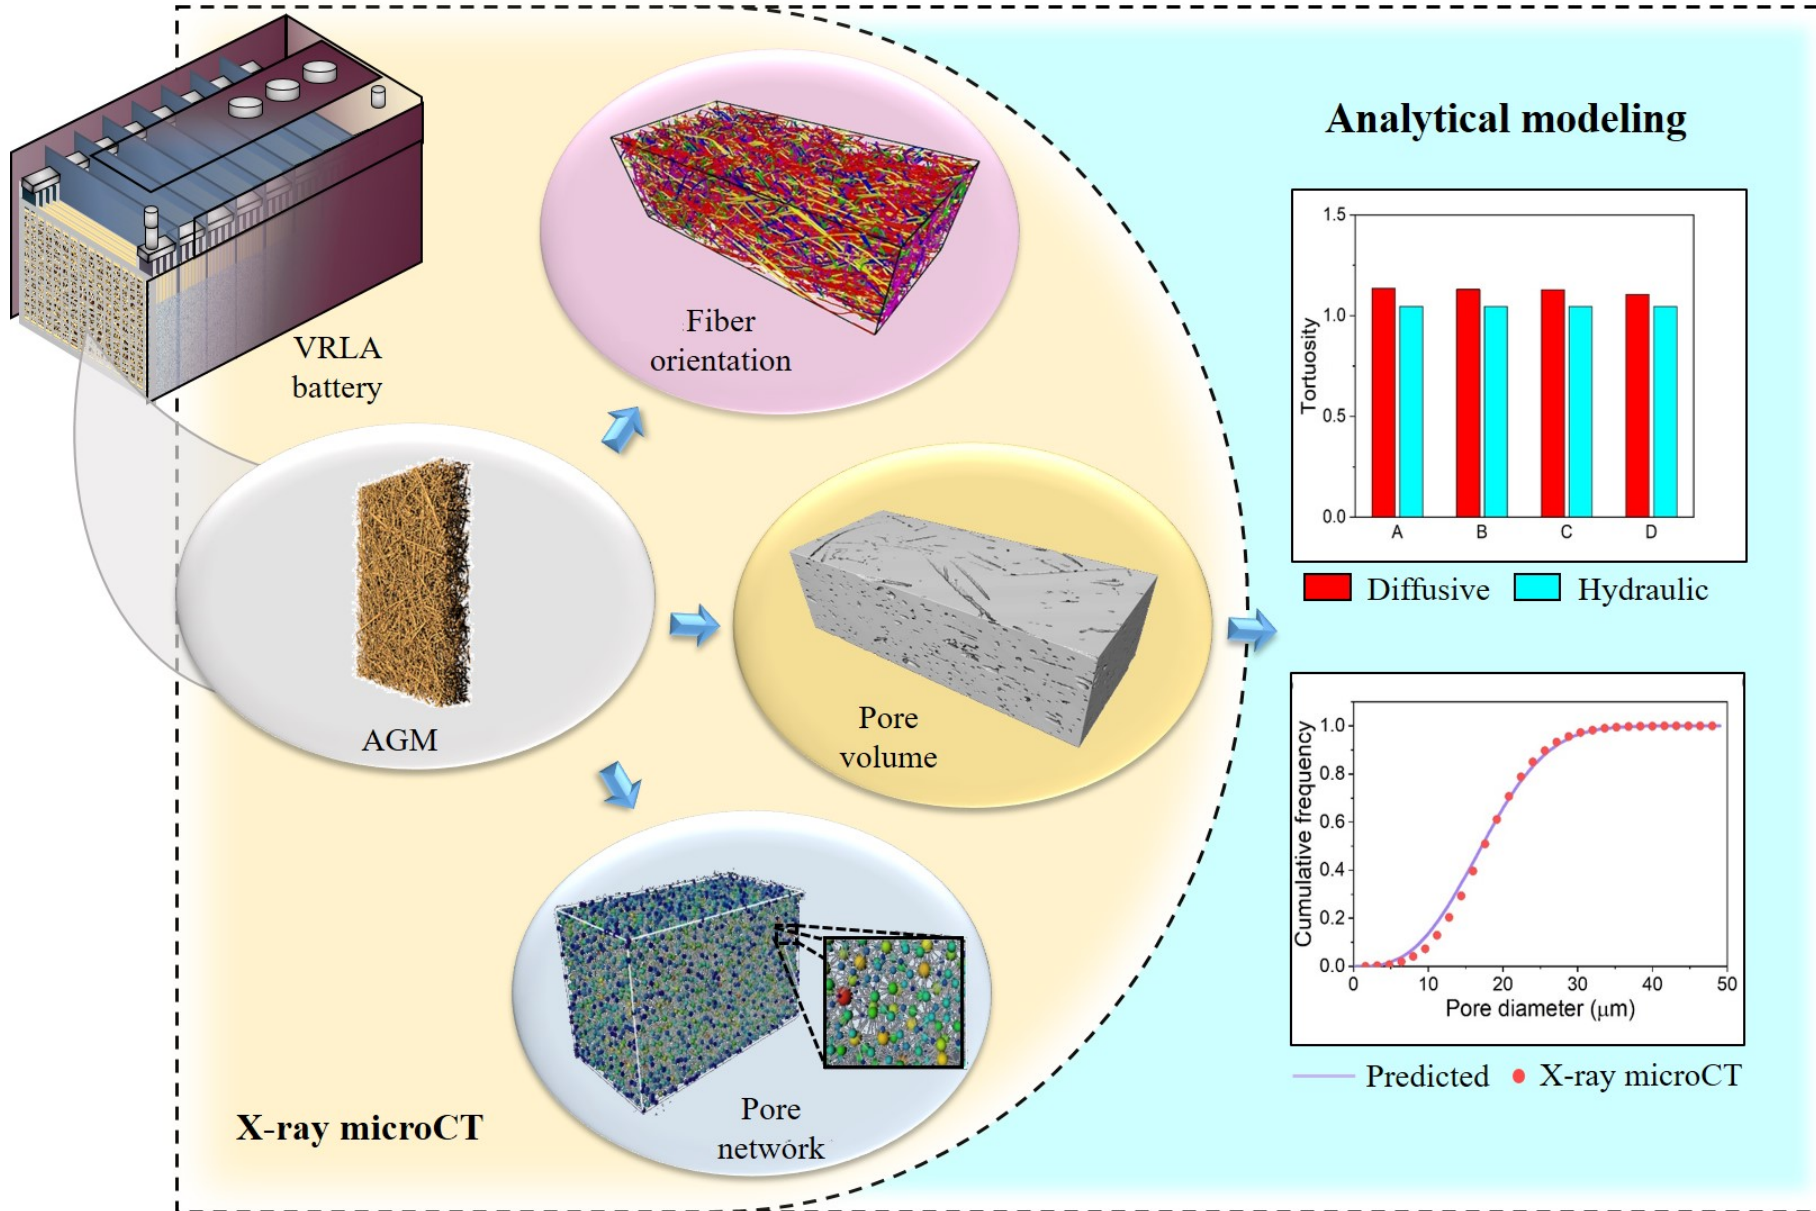 VRLA
battery
Fiber
orientation
AGM
Pore
volume
Pore
network
X-ray microCT
Analytical modeling
Tortuosity
1.5
1.0
0.5
0.0
A B C D
Diffusive Hydraulic
Cumulative frequency
1.0
0.8
0.6
0.4
0.2
0.0
0 10 20 30 40 50
Pore diameter (μm)
Predicted X-ray microCT